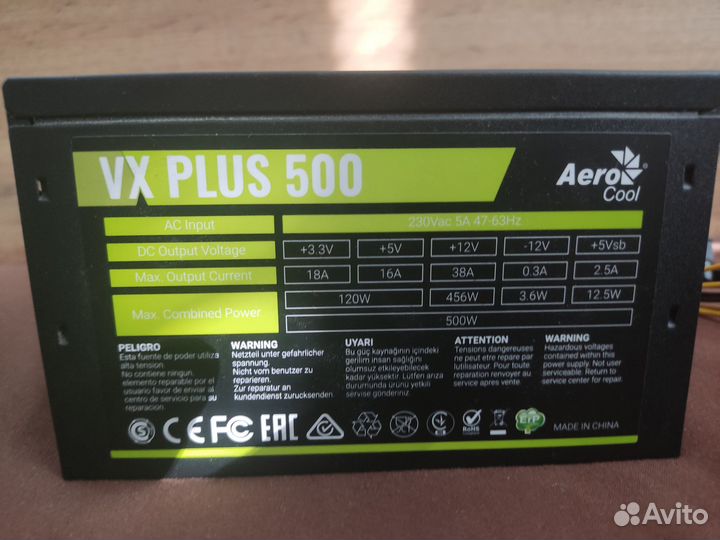 VX PLUS 500
Aero
Cool
AC Input 230Vac 5A 47-63Hz
DC Output Voltage +3.3V +5V +12V -12V +5Vsb
Max. Output Current 18A 16A 38A 0.3A 2.5A
Max. Combined Power 120W 456W 3.6W 12.5W
500W
PELIGRO
Esta fuente de poder utiliza
alta tension.
No contiene ningun
elemento reparable por el
usuario favor de enviar al
centro de servicio para su
reparacion.
WARNING
Netzteil unter gefahrlicher
spannung.
Nicht vom benutzer zu
reparieren.
Zur reparatur an
kundendienst zurucksenden
UYARI
Bu güç kaynağının içindeki
gerilim insan sağlığını
olumsuz etkileyebilecek
kadar yüksektir. Lütfen arıza
durumunda ürünü yetkili
servise gönderiniz.
ATTENTION
Tensions dangereuses
ne peut etre repare par
l'utilisateur. Pour toute
reparation renvoyer au
service apres vente.
WARNING
Hazardous voltages
contained within this
power supply. Not user
serviceable. Return to
service center for repair.
S CE FC EAC RoHS ErP MADE IN CHINA
Avito